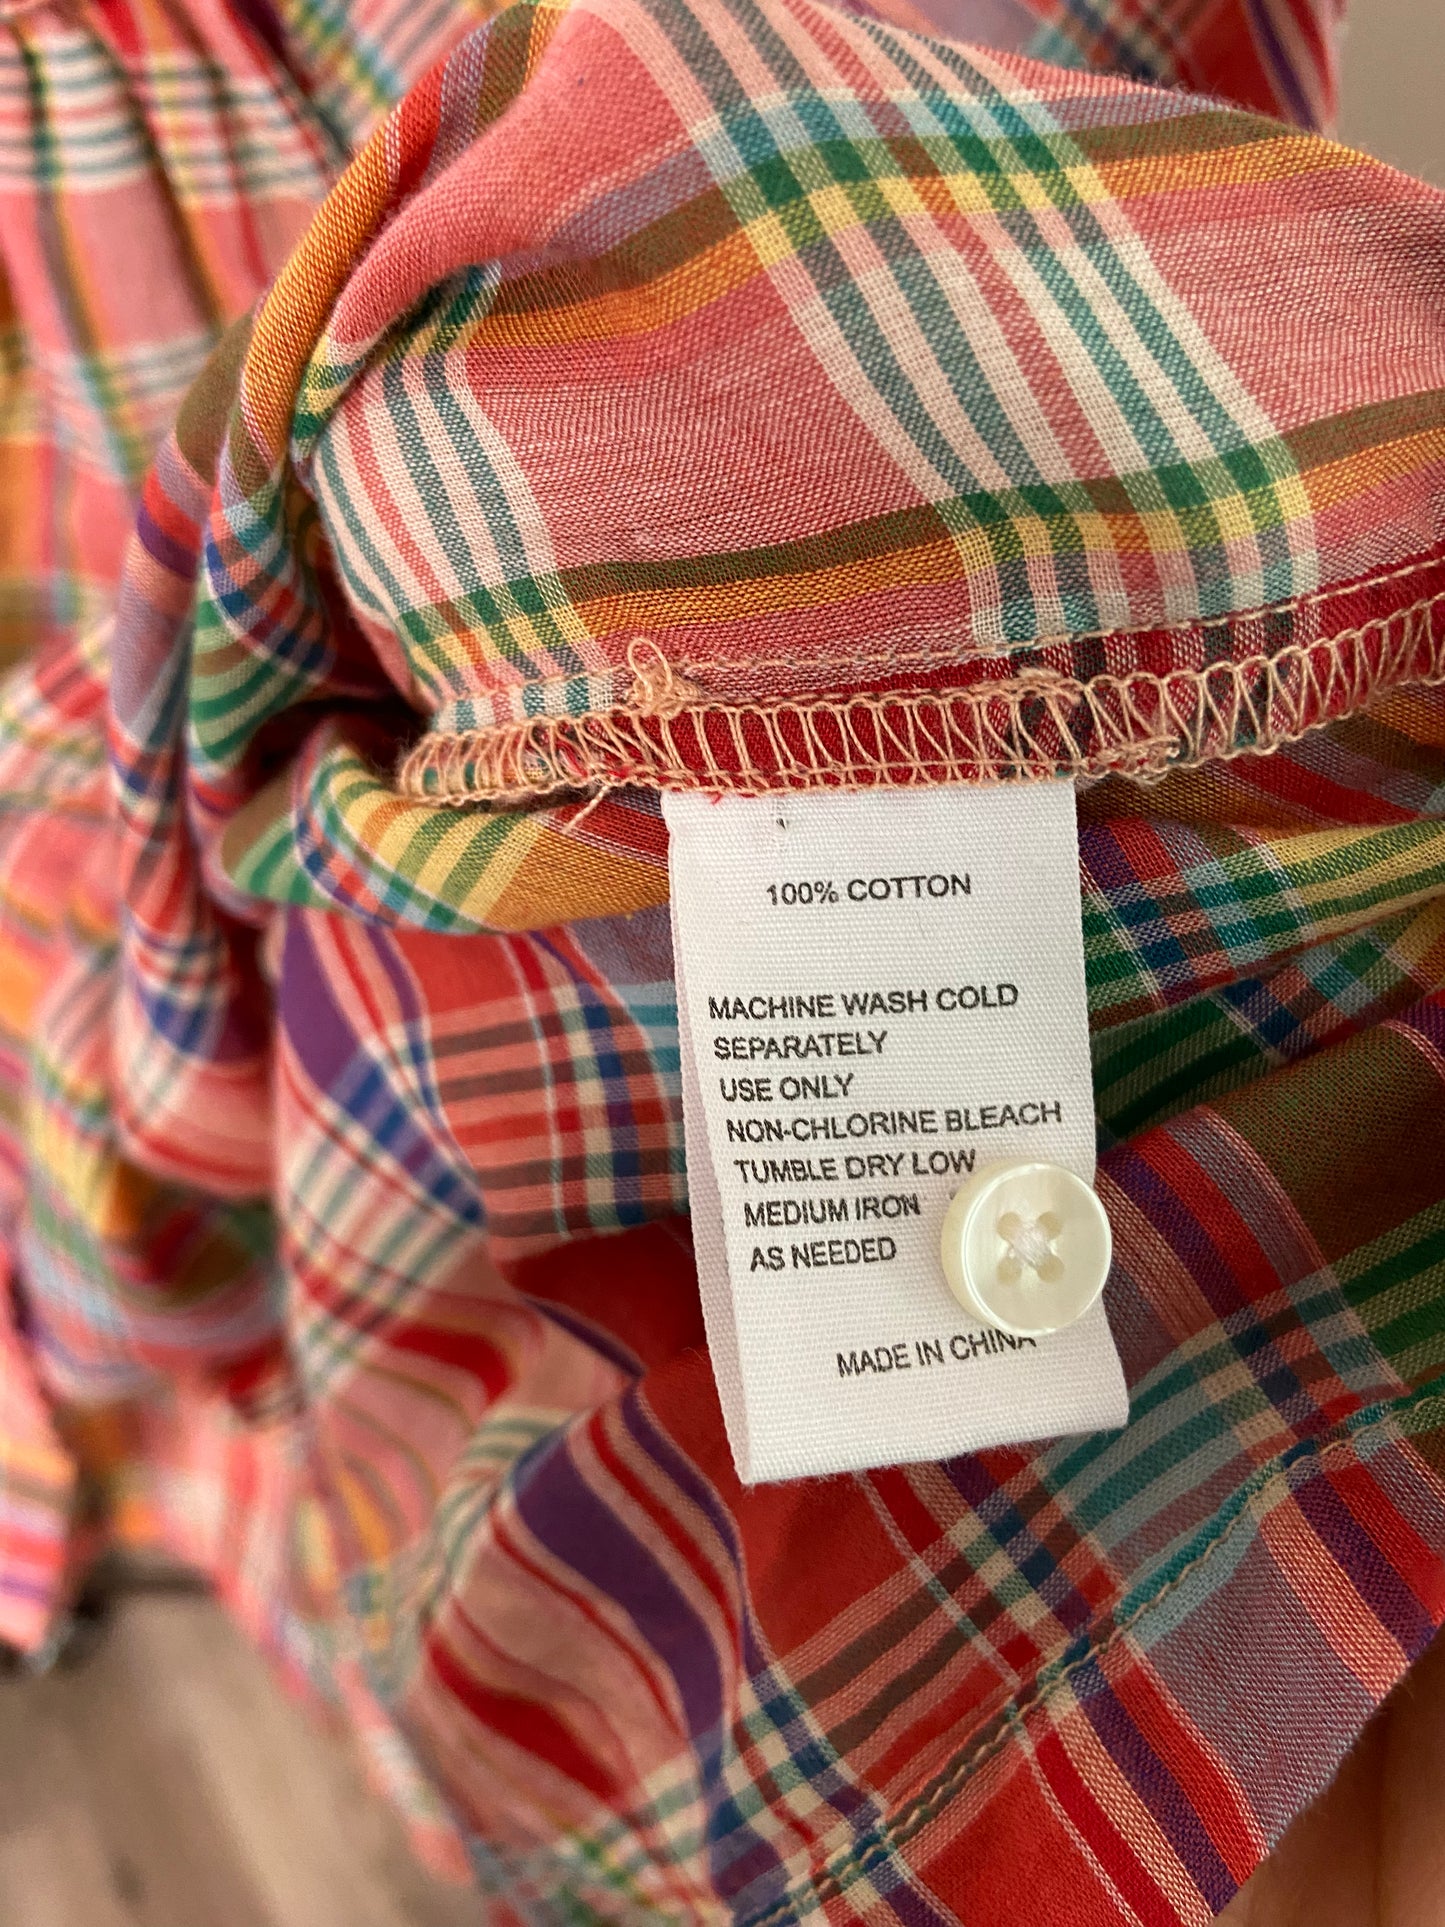 100% COTTON
MACHINE WASH COLD
SEPARATELY
USE ONLY
NON-CHLORINE BLEACH
TUMBLE DRY LOW
MEDIUM IRON
AS NEEDED
MADE IN CHINA